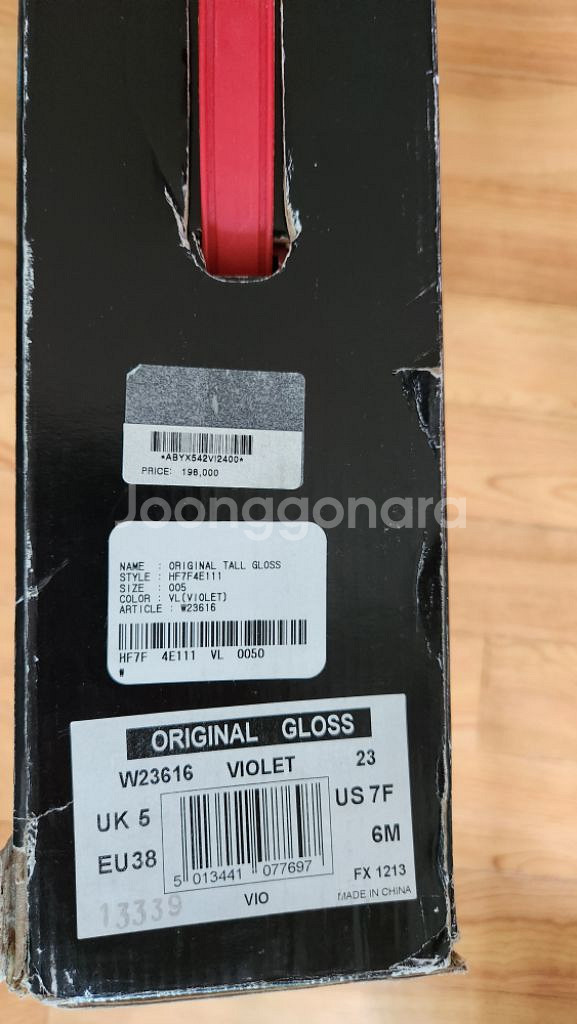 *ABYX542VI2400*
PRICE: 198,000
Joonggonara
NAME : ORIGINAL TALL GLOSS
STYLE : HF7F4E111
SIZE : 005
COLOR : VL(VIOLET)
ARTICLE : W23616
HF7F 4E111 VL 0050
W
ORIGINAL GLOSS
W23616 VIOLET 23
UK 5 US 7F
EU38 6M
5 013441 077697
FX 1213
VIO MADE IN CHINA
13339